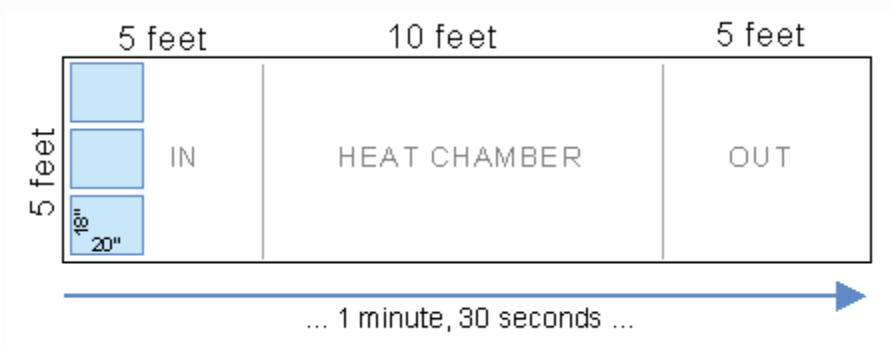 5 feet
10 feet
5 feet
5 feet
IN
HEAT CHAMBER
OUT
18"
20"
... 1 minute, 30 seconds ...